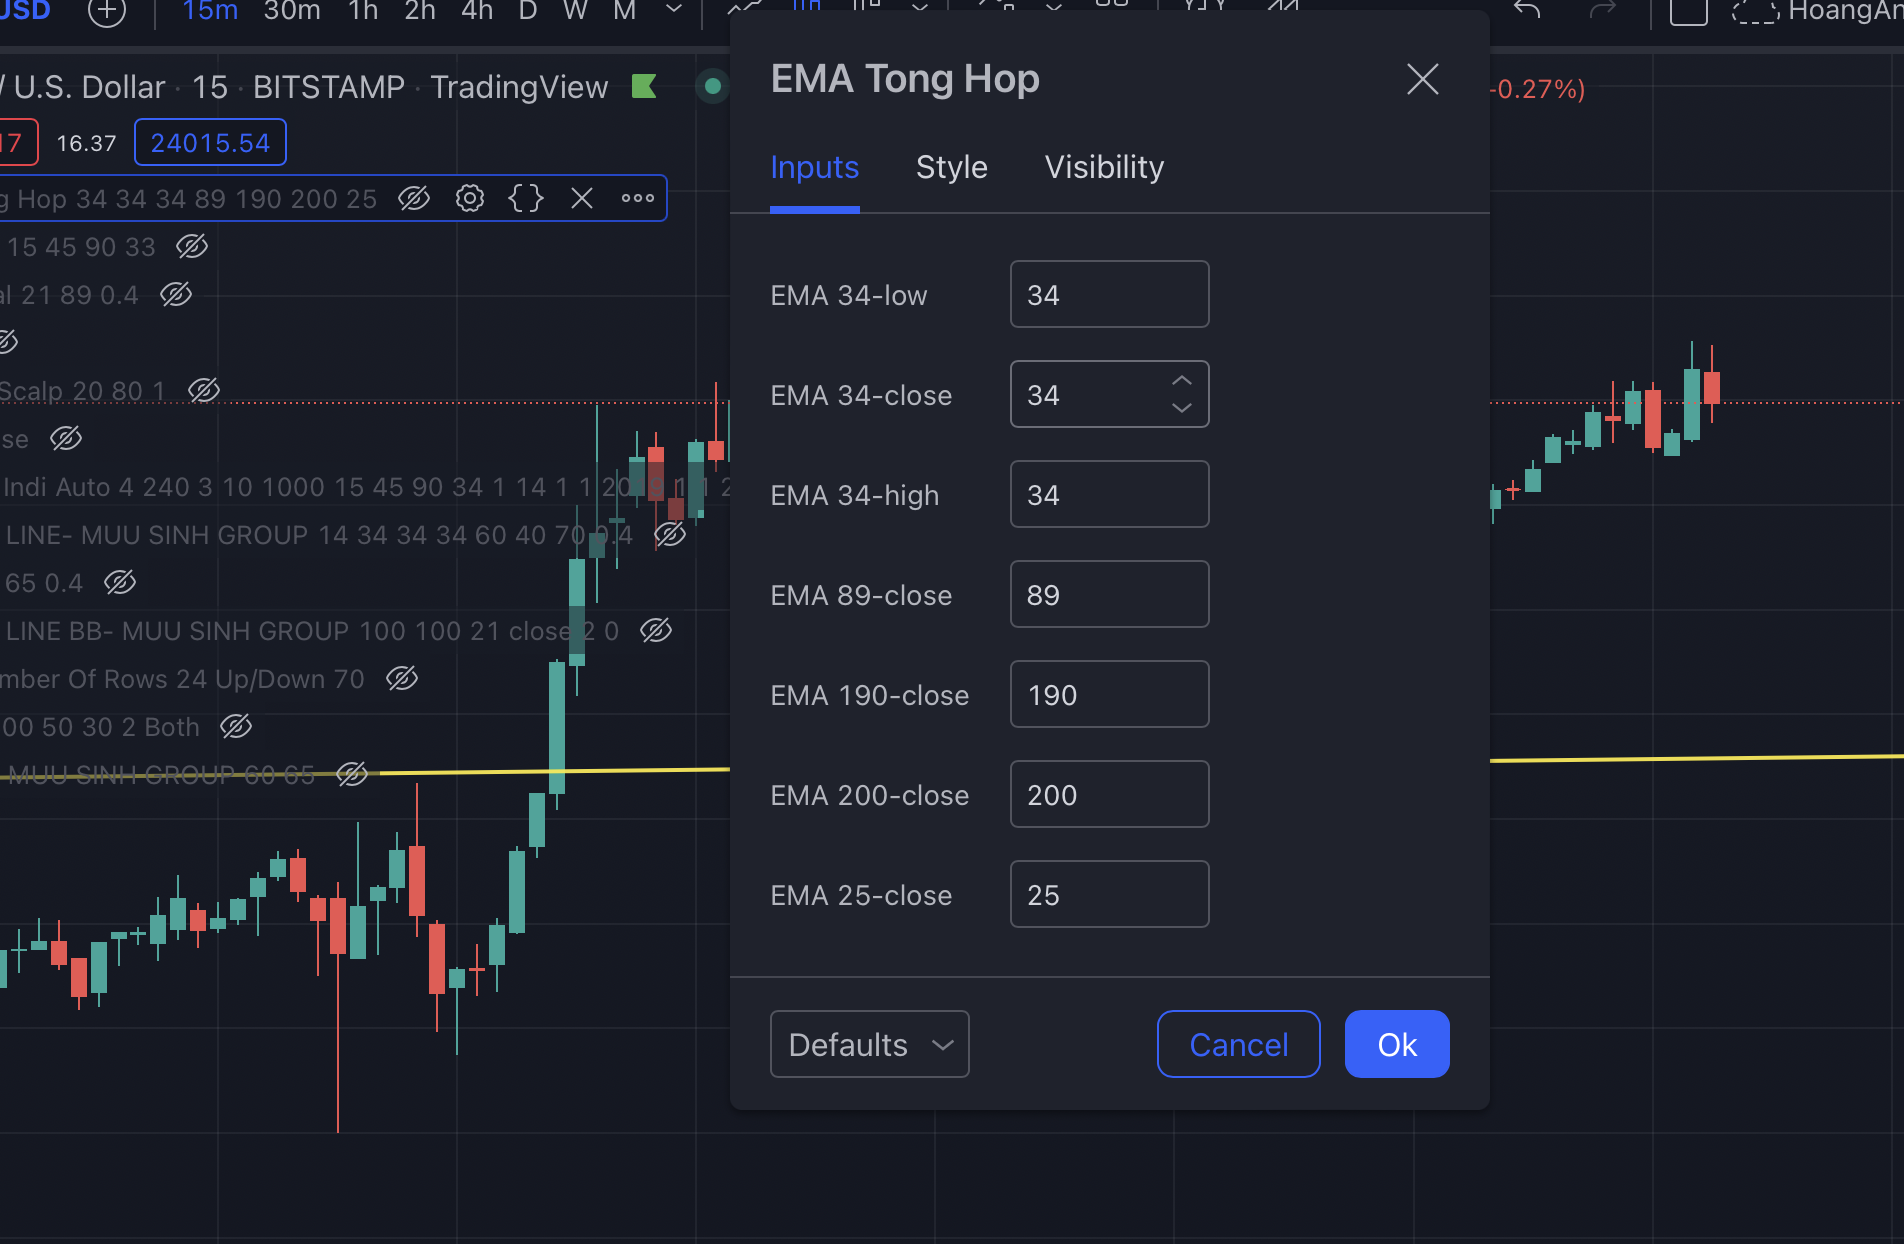 USD 15m 30m 1h 2h 4h D W M HoangAn
/ U.S. Dollar · 15 · BITSTAMP · TradingView
-0.27%)
17 16.37 24015.54
g Hop 34 34 34 89 190 200 25
15 45 90 33
al 21 89 0.4
Scalp 20 80 1
se
Indi Auto 4 240 3 10 1000 15 45 90 34 1 14 1 1 2019 1 1 2
LINE- MUU SINH GROUP 14 34 34 34 60 40 70 0.4
65 0.4
LINE BB- MUU SINH GROUP 100 100 21 close 2 0
mber Of Rows 24 Up/Down 70
00 50 30 2 Both
MUU SINH GROUP 60 65
EMA Tong Hop
Inputs Style Visibility
EMA 34-low 34
EMA 34-close 34
EMA 34-high 34
EMA 89-close 89
EMA 190-close 190
EMA 200-close 200
EMA 25-close 25
Defaults Cancel Ok